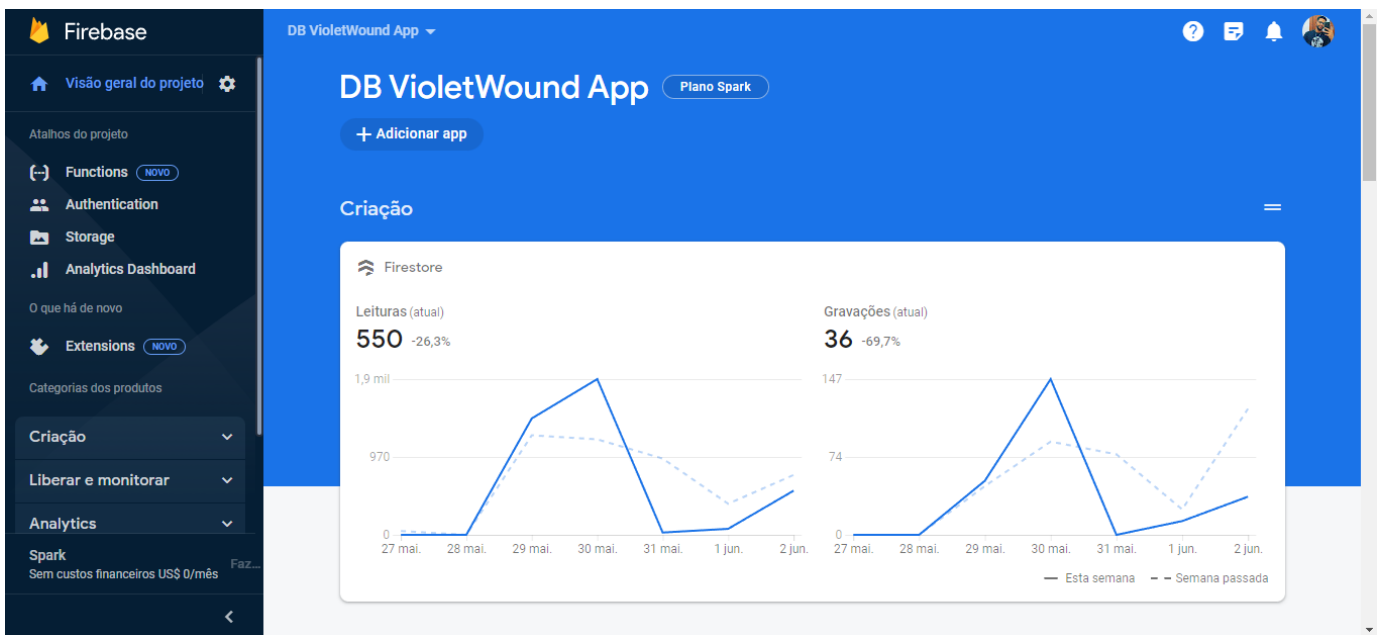 Firebase
Visão geral do projeto
Atalhos do projeto
Functions NOVO
Authentication
Storage
Analytics Dashboard
O que há de novo
Extensions NOVO
Categorias dos produtos
Criação
Liberar e monitorar
Analytics
Spark
Sem custos financeiros US$ 0/mês
Faz...
DB VioletWound App
DB VioletWound App Plano Spark
+ Adicionar app
Criação
Firestore
Leituras (atual)
550 -26,3%
1,9 mil
970
0
27 mai. 28 mai. 29 mai. 30 mai. 31 mai. 1 jun. 2 jun.
Gravações (atual)
36 -69,7%
147
74
0
27 mai. 28 mai. 29 mai. 30 mai. 31 mai. 1 jun. 2 jun.
Esta semana Semana passada